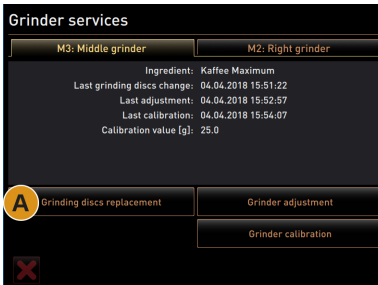 Grinder services
M3: Middle grinder
M2: Right grinder
Ingredient: Kaffee Maximum
Last grinding discs change: 04.04.2018 15:51:22
Last adjustment: 04.04.2018 15:52:57
Last calibration: 04.04.2018 15:54:07
Calibration value [g]: 25.0
A
Grinding discs replacement
Grinder adjustment
Grinder calibration